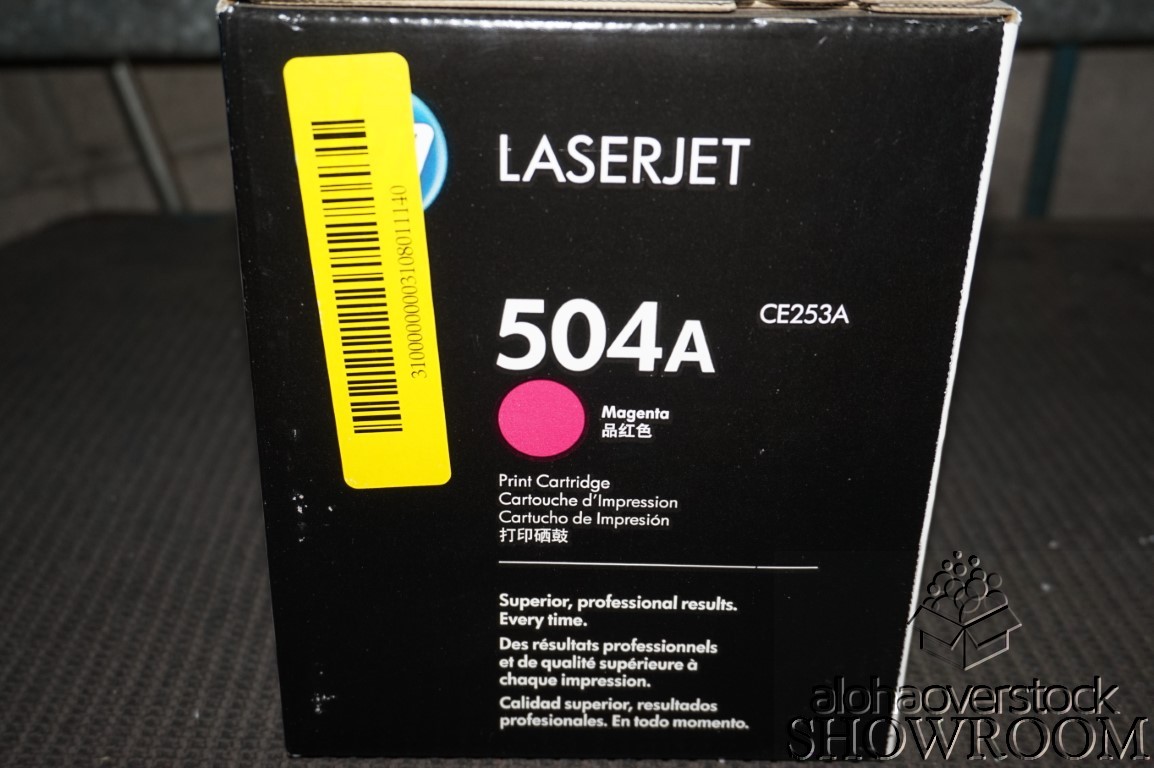 LASERJET
504A
CE253A
Magenta
品红色
Print Cartridge
Cartouche d'Impression
Cartucho de Impresión
打印硒鼓
Superior, professional results.
Every time.
Des résultats professionnels
et de qualité supérieure à
chaque impression.
Calidad superior, resultados
profesionales. En todo momento.
alohaoverstock
SHOWROOM